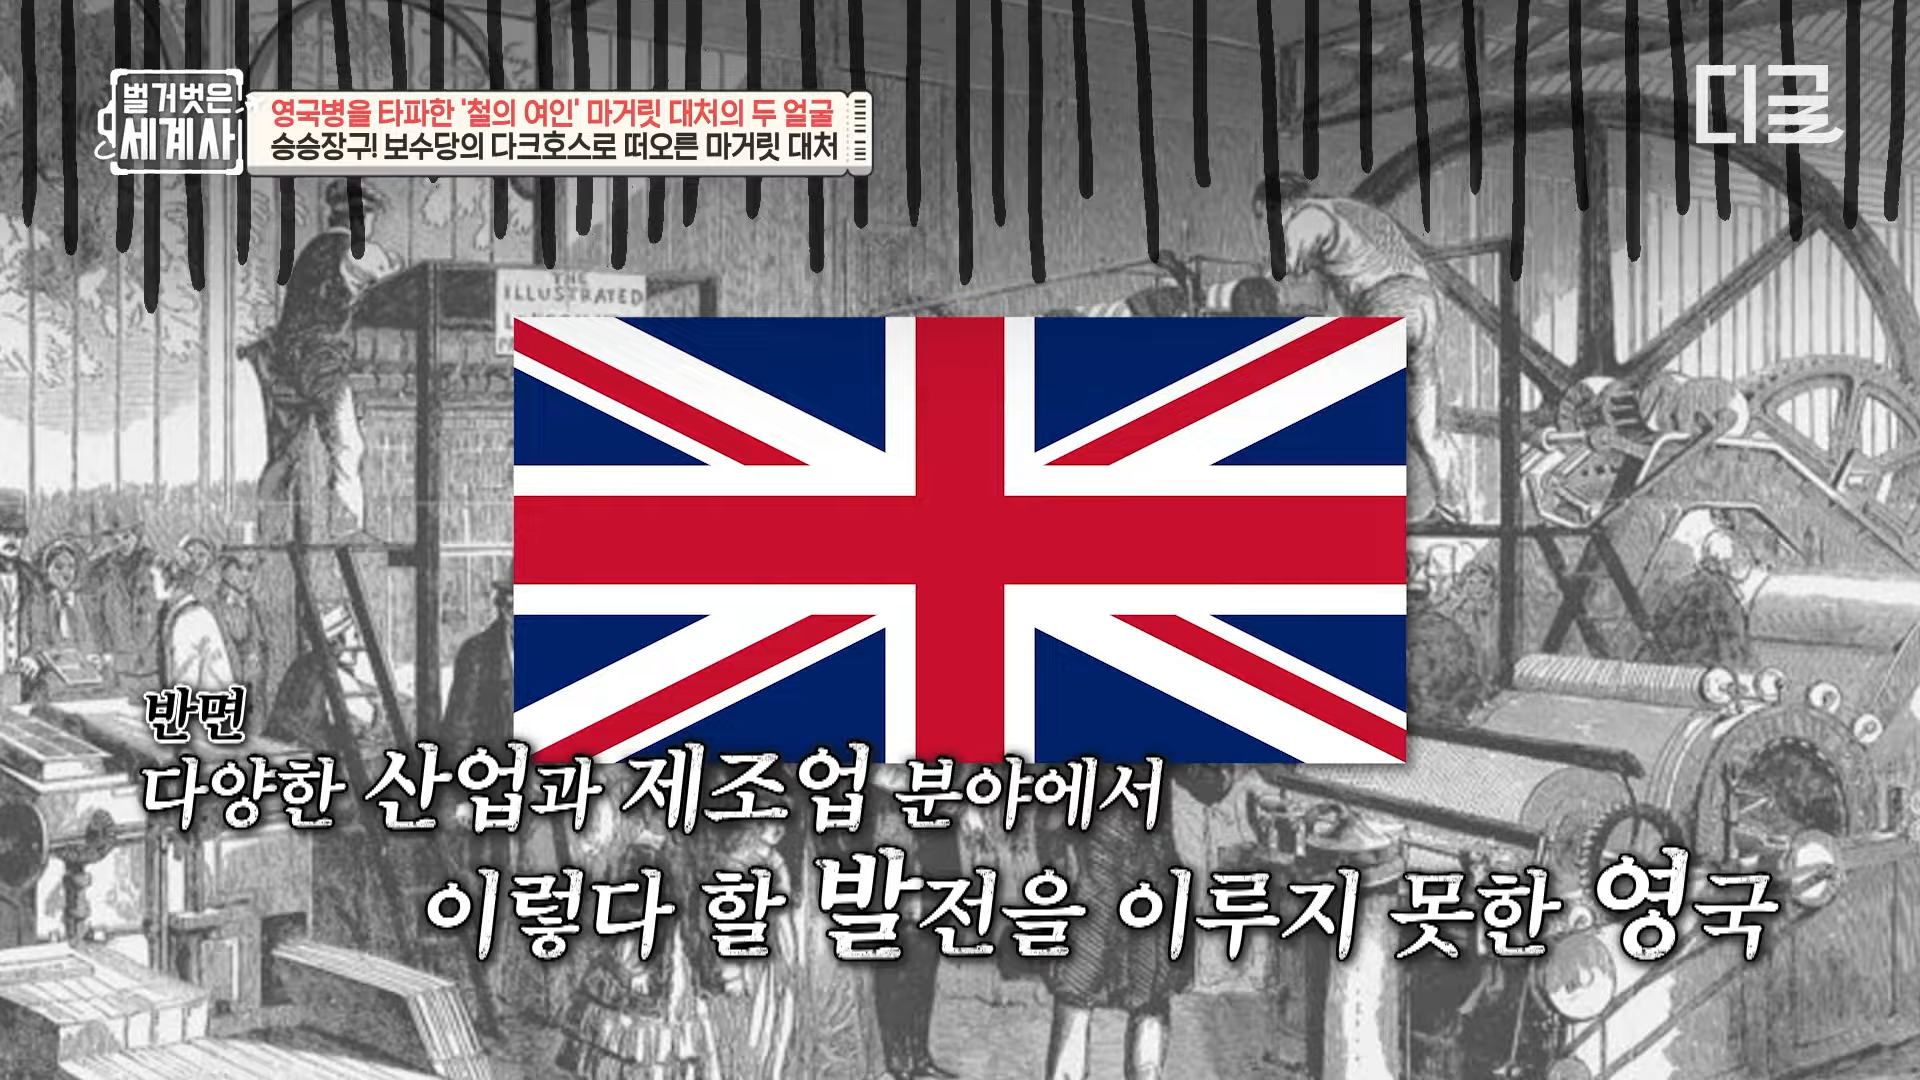 벌거벗은
세계사
영국병을 타파한 '철의 여인' 마거릿 대처의 두 얼굴
승승장구! 보수당의 다크호스로 떠오른 마거릿 대처
디글
THE
ILLUSTRATED
반면
다양한 산업과 제조업 분야에서
이렇다 할 발전을 이루지 못한 영국